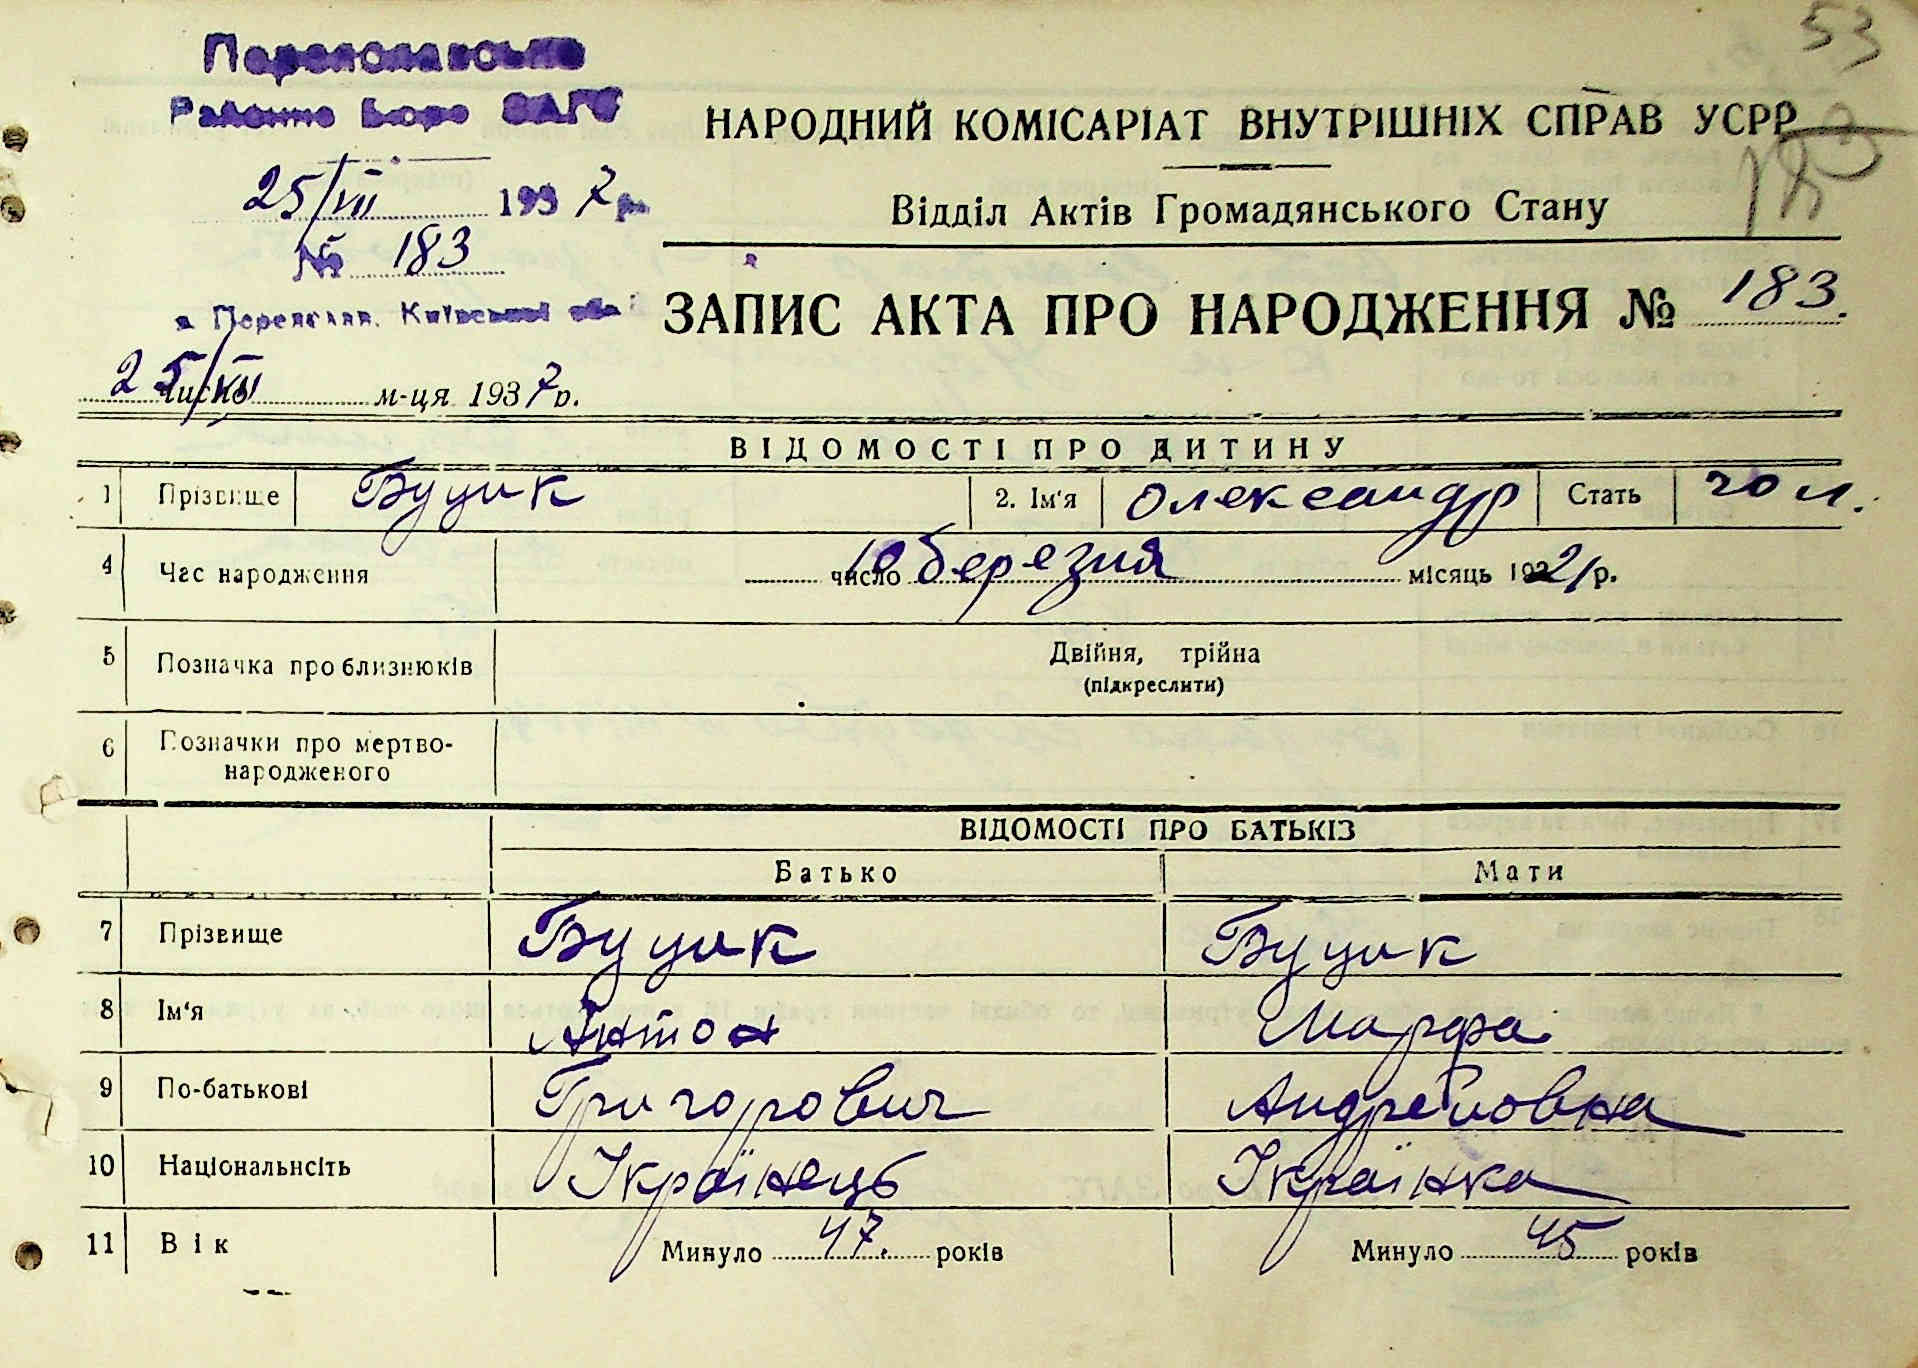 53
Переяславське
Районне Бюро ЗАГС
НАРОДНИЙ КОМІСАРІАТ ВНУТРІШНІХ СПРАВ УСРР
25/VII 1937 р.
Відділ Актів Громадянського Стану
№ 183
м. Переяслав, Київської обл.
ЗАПИС АКТА ПРО НАРОДЖЕННЯ № 183.
25/VII числа м-ця 1937 р.
ВІДОМОСТІ ПРО ДИТИНУ
1 Прізвище Буцик 2. Ім'я Олександр Стать чол.
4 Час народження 10 число березня місяць 1921 р.
5 Позначка про близнюків Двійня, трійна
(підкреслити)
6 Позначки про мертво-
народженого
ВІДОМОСТІ ПРО БАТЬКІВ
Батько Мати
7 Прізвище Буцик Буцик
8 Ім'я Антон Марфа
9 По-батькові Григорович Андреївна
10 Національність Українець Українка
11 Вік Минуло 47. років Минуло 45 років